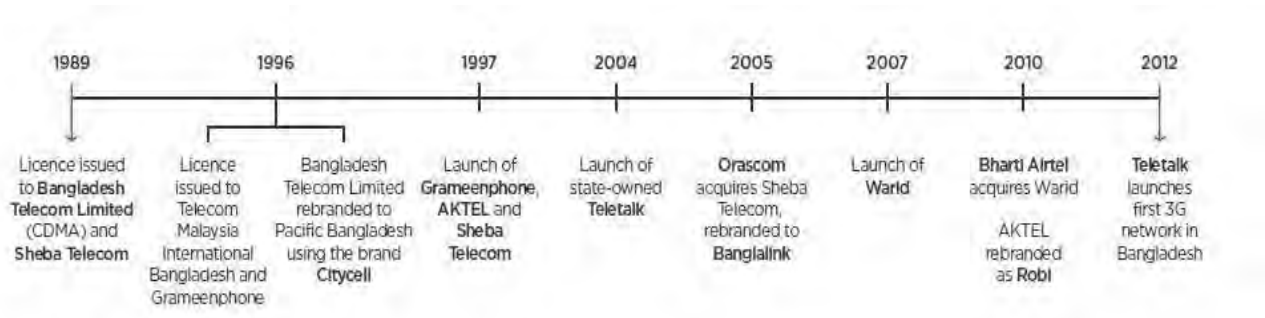 1989
1996
1997
2004
2005
2007
2010
2012
Licence issued
to Bangladesh
Telecom Limited
(CDMA) and
Sheba Telecom
Licence
issued to
Telecom
Malaysia
International
Bangladesh and
Grameenphone
Bangladesh
Telecom Limited
rebranded to
Pacific Bangladesh
using the brand
Citycell
Launch of
Grameenphone,
AKTEL and
Sheba
Telecom
Launch of
state-owned
Teletalk
Orascom
acquires Sheba
Telecom,
rebranded to
Banglalink
Launch of
Warid
Bharti Airtel
acquires Warid
AKTEL
rebranded
as Robi
Teletalk
launches
first 3G
network in
Bangladesh